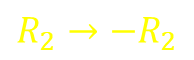 R₂ → −R₂